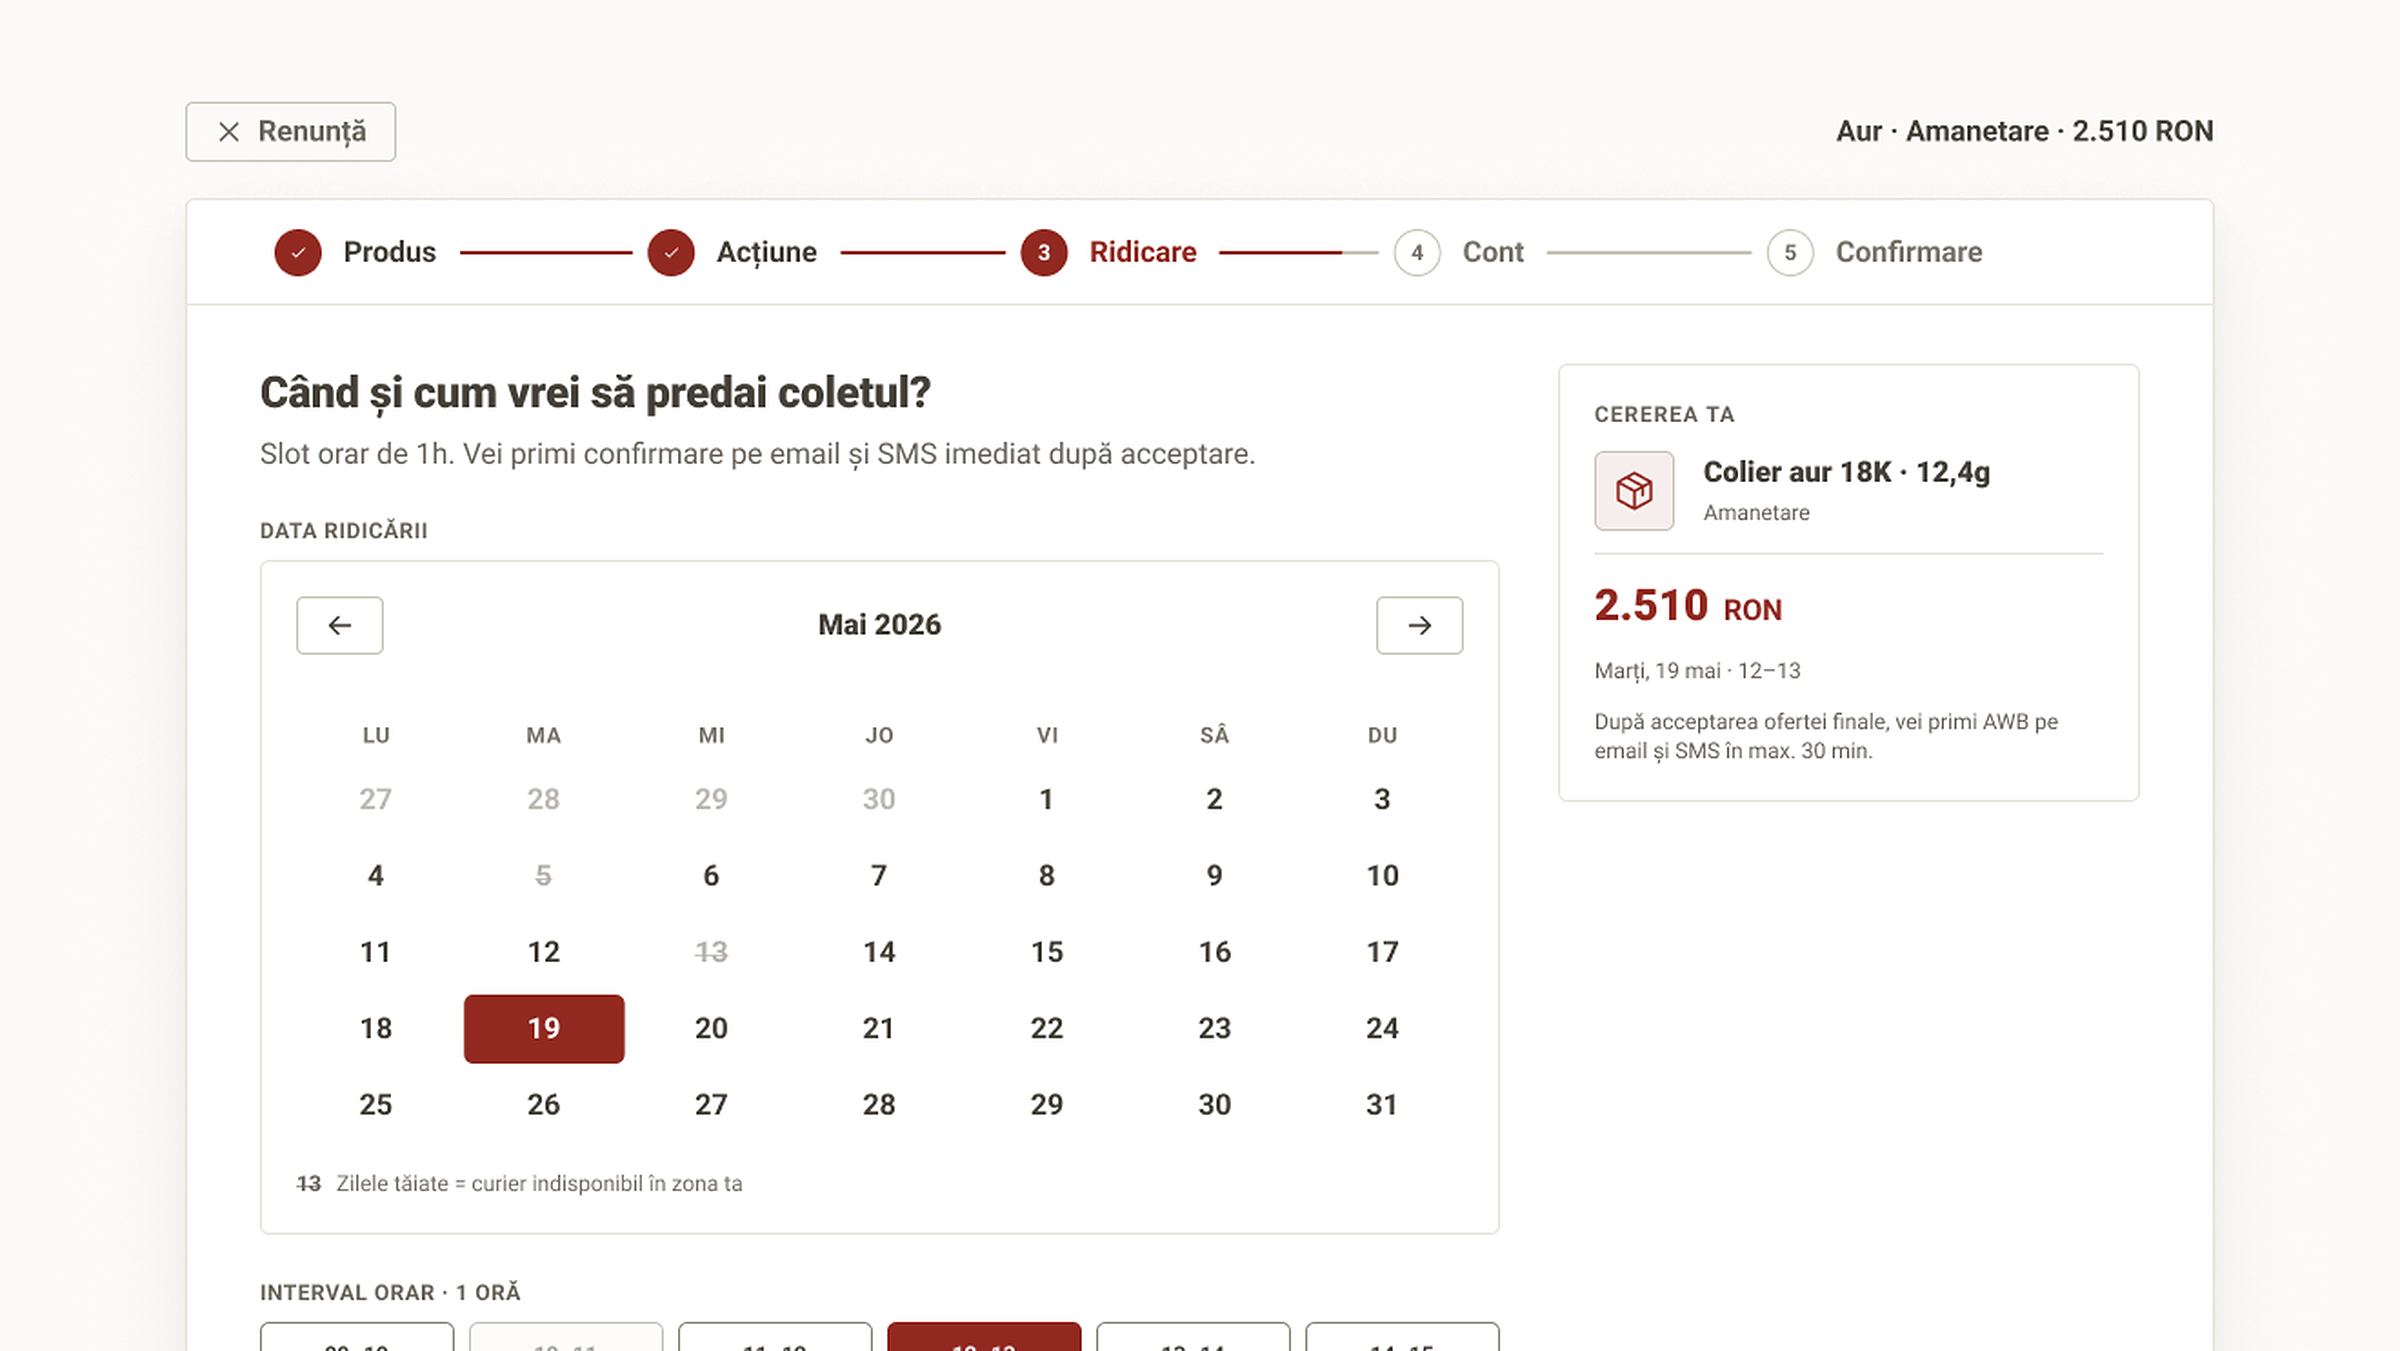 Renunță
Aur · Amanetare · 2.510 RON
Produs
Acțiune
3 Ridicare
4 Cont
5 Confirmare
Când și cum vrei să predai coletul?
Slot orar de 1h. Vei primi confirmare pe email și SMS imediat după acceptare.
DATA RIDICĂRII
Mai 2026
LU MA MI JO VI SÂ DU
27 28 29 30 1 2 3
4 5 6 7 8 9 10
11 12 13 14 15 16 17
18 19 20 21 22 23 24
25 26 27 28 29 30 31
13 Zilele tăiate = curier indisponibil în zona ta
INTERVAL ORAR · 1 ORĂ
CEREREA TA
Colier aur 18K · 12,4g
Amanetare
2.510 RON
Marți, 19 mai · 12–13
După acceptarea ofertei finale, vei primi AWB pe
email și SMS în max. 30 min.